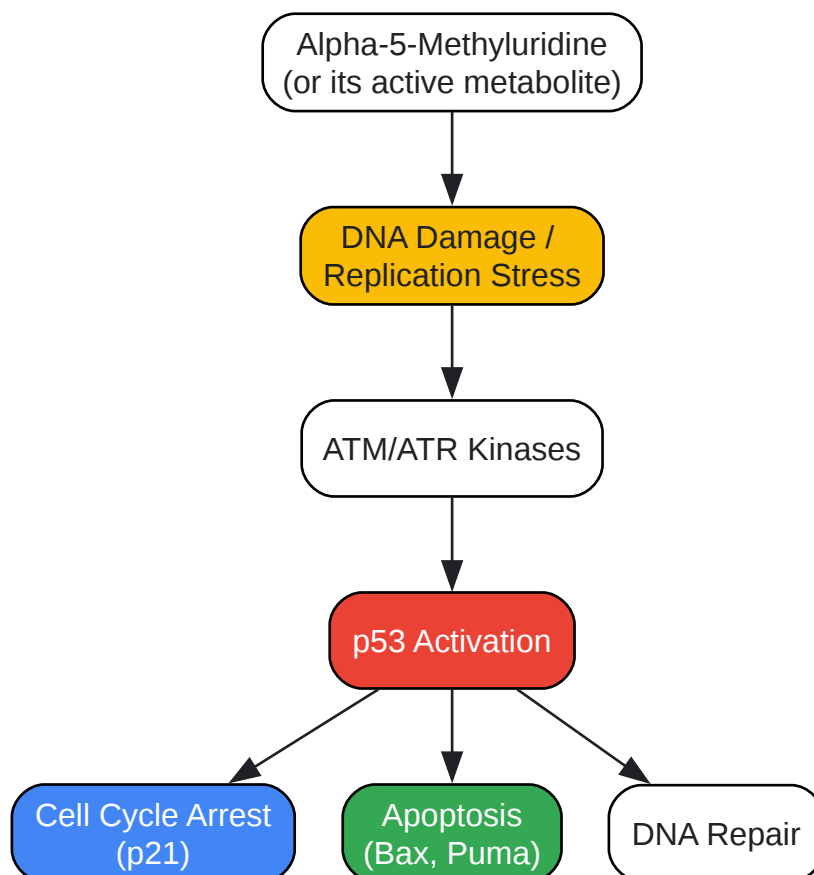 Alpha-5-Methyluridine
(or its active metabolite)
DNA Damage /
Replication Stress
ATM/ATR Kinases
p53 Activation
Cell Cycle Arrest
(p21)
Apoptosis
(Bax, Puma)
DNA Repair